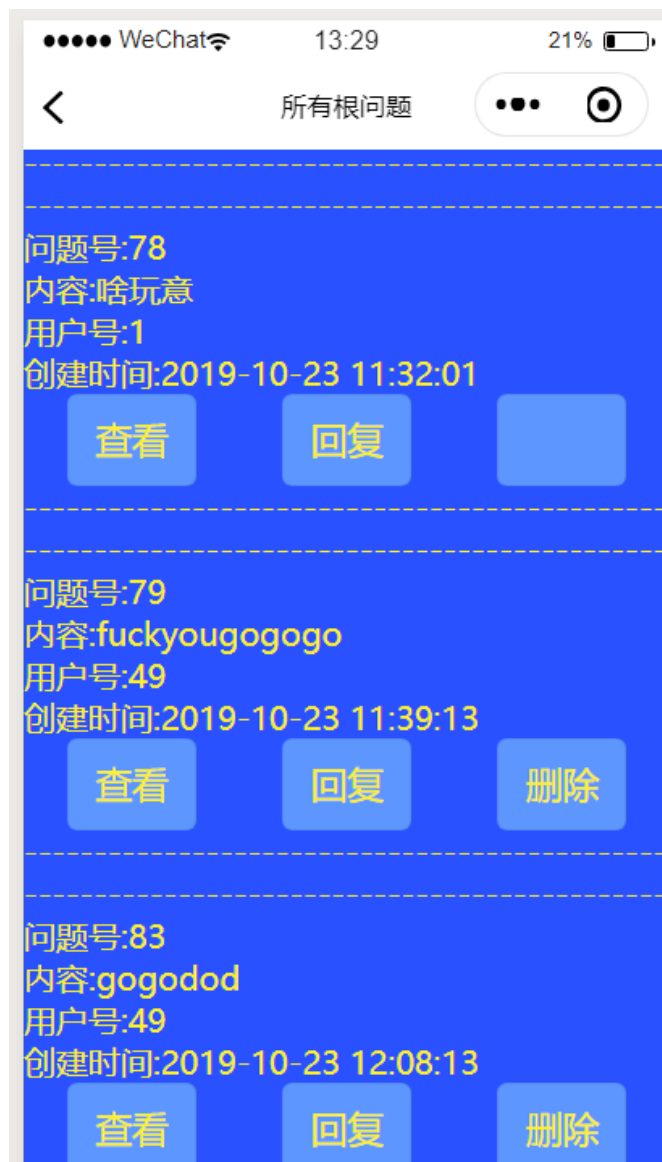 WeChat 13:29 21%
所有根问题
问题号:78
内容:啥玩意
用户号:1
创建时间:2019-10-23 11:32:01
查看 回复
问题号:79
内容:fuckyougogogo
用户号:49
创建时间:2019-10-23 11:39:13
查看 回复 删除
问题号:83
内容:gogodod
用户号:49
创建时间:2019-10-23 12:08:13
查看 回复 删除